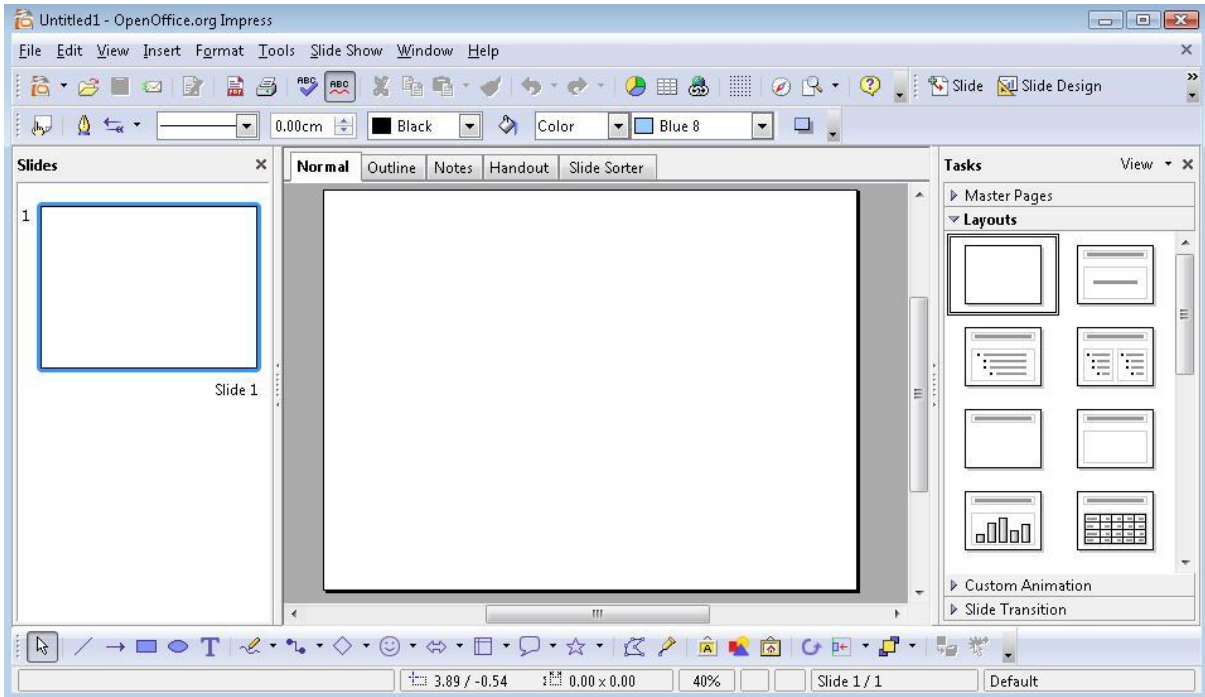 Untitled1 - OpenOffice.org Impress
File Edit View Insert Format Tools Slide Show Window Help
ABC ABC Slide Slide Design
0.00cm Black Color Blue 8
Slides
Normal Outline Notes Handout Slide Sorter
Tasks View
Master Pages
1
Layouts
Slide 1
Custom Animation
Slide Transition
T A
3.89 / -0.54 0.00 x 0.00 40% Slide 1 / 1 Default